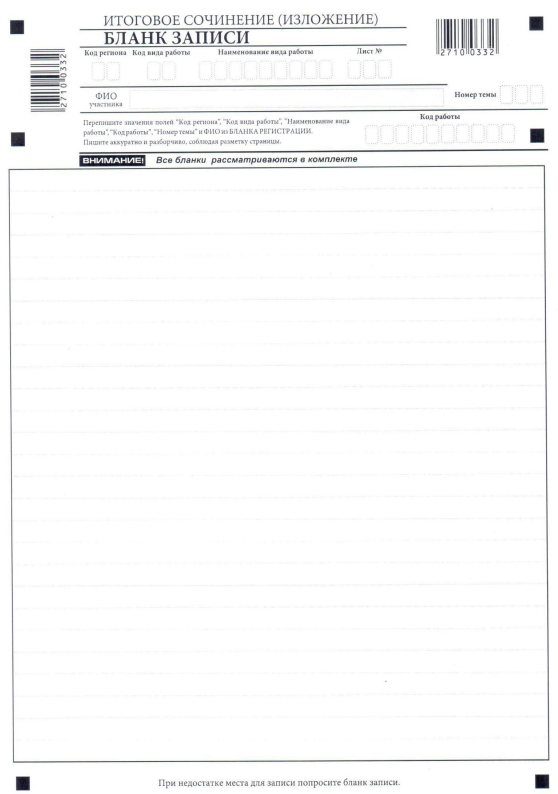 ИТОГОВОЕ СОЧИНЕНИЕ (ИЗЛОЖЕНИЕ)
БЛАНК ЗАПИСИ
2710 0332
2710 0332
Код региона Код вида работы Наименование вида работы Лист №
ФИО
участника
Номер темы
Перепишите значения полей "Код региона", "Код вида работы", "Наименование вида
работы", "Код работы", "Номер темы" и ФИО из БЛАНКА РЕГИСТРАЦИИ.
Пишите аккуратно и разборчиво, соблюдая разметку страницы.
Код работы
ВНИМАНИЕ! Все бланки рассматриваются в комплекте
При недостатке места для записи попросите бланк записи.